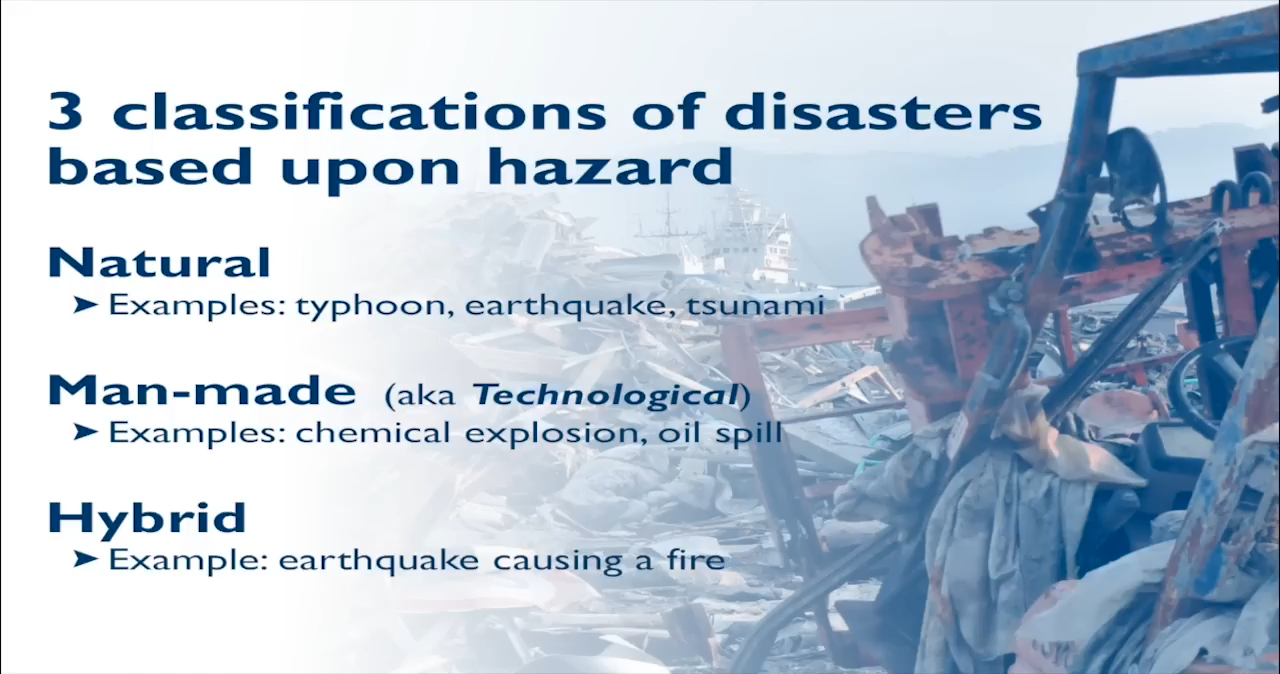 3 classifications of disasters
based upon hazard
Natural
➤ Examples: typhoon, earthquake, tsunami
Man-made (aka Technological)
➤ Examples: chemical explosion, oil spill
Hybrid
➤ Example: earthquake causing a fire